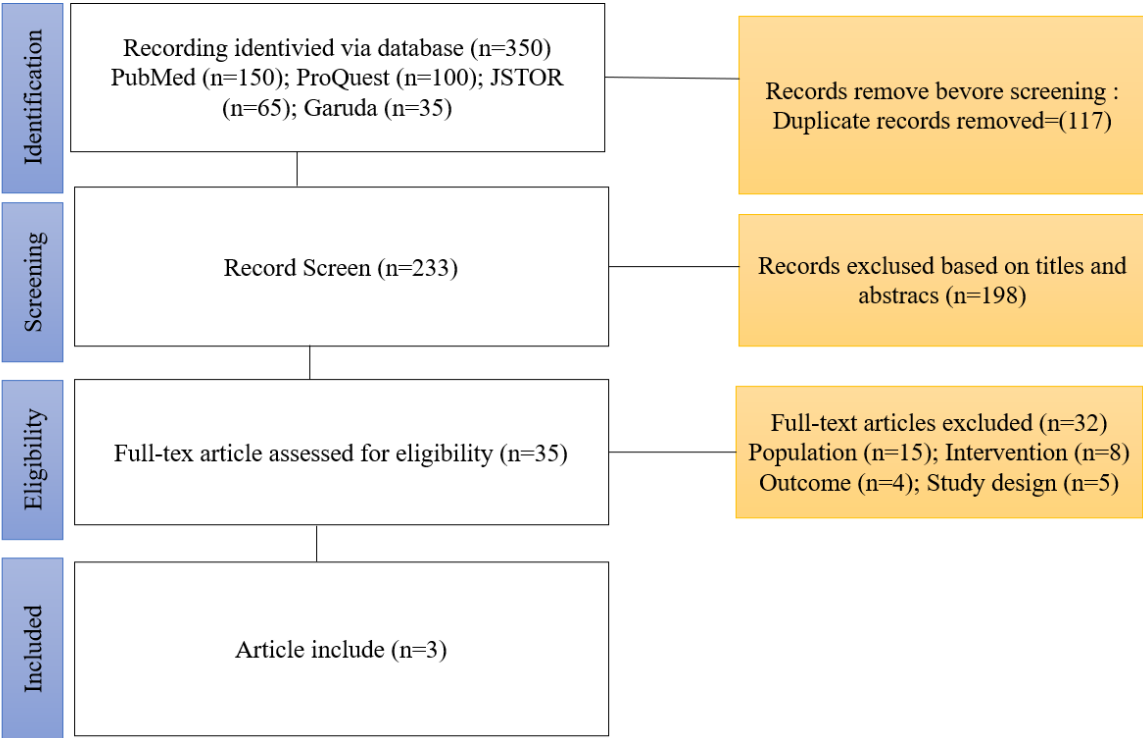 Identification
Recording identivied via database (n=350)
PubMed (n=150); ProQuest (n=100); JSTOR
(n=65); Garuda (n=35)
Records remove bevore screening :
Duplicate records removed=(117)
Screening
Record Screen (n=233)
Records exclused based on titles and
abstracs (n=198)
Eligibility
Full-tex article assessed for eligibility (n=35)
Full-text articles excluded (n=32)
Population (n=15); Intervention (n=8)
Outcome (n=4); Study design (n=5)
Included
Article include (n=3)